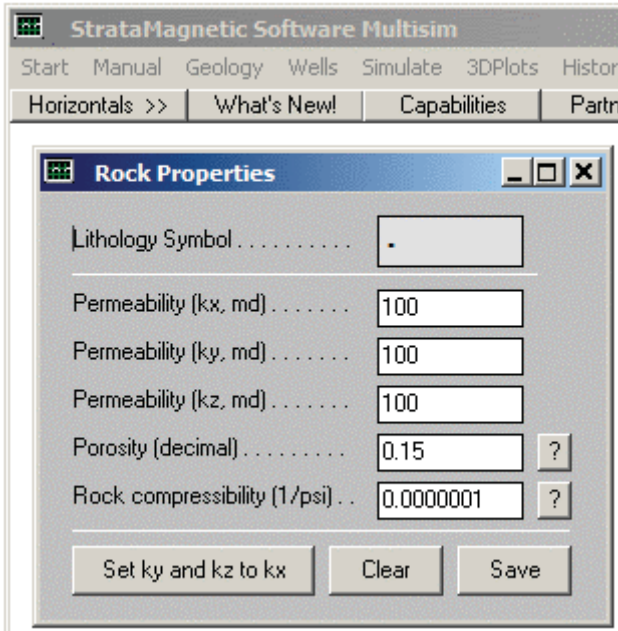 StrataMagnetic Software Multisim
Start Manual Geology Wells Simulate 3DPlots Histor
Horizontals >> What's New! Capabilities Partn
Rock Properties
Lithology Symbol . . . . . . . . . . .
Permeability (kx, md) . . . . . . . 100
Permeability (ky, md) . . . . . . . 100
Permeability (kz, md) . . . . . . . 100
Porosity (decimal) . . . . . . . . . 0.15 ?
Rock compressibility (1/psi) . . 0.0000001 ?
Set ky and kz to kx Clear Save